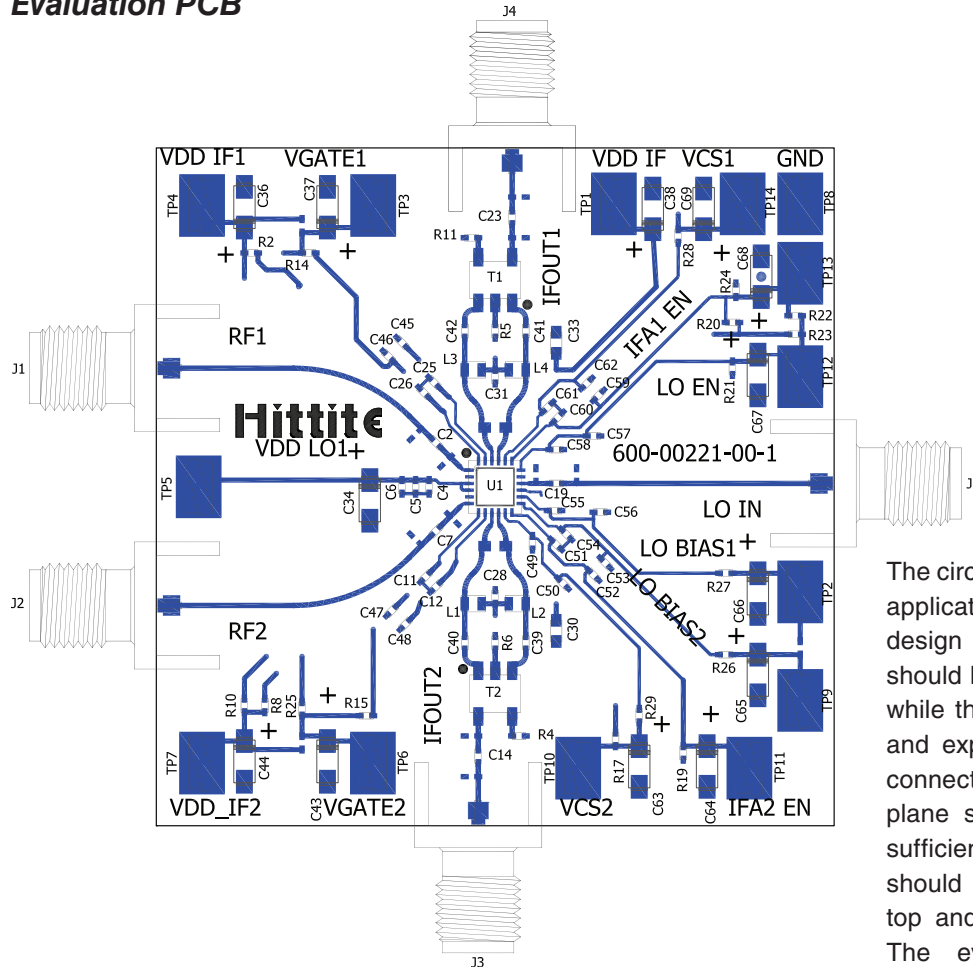 Evaluation PCB
J4
VDD IF1
VGATE1
VDD IF
VCS1
GND
TP4
C36
C37
TP3
C23
TP1
C38
C69
TP14
TP8
R2
R14
R11
T1
IFOUT1
R28
C68
TP13
R24
R22
R20
R23
IFA1 EN
RF1
C46
C45
C42
R5
C41
C33
LO EN
R21
TP12
C67
J1
L3
L4
C25
C26
C31
C62
C59
C61
C60
Hittite
VDD LO1+
C2
C57
C58
600-00221-00-1
TP5
C34
C6
C5
C4
U1
C19
LO IN
J
C55
C56
C7
C54
C51
C49
LO BIAS1+
C53
C52
C50
LO BIAS2
R27
C66
TP2
J2
RF2
C11
C12
C47
C48
C28
L1
L2
C40
R6
C39
C30
R26
C65
TP9
IFOUT2
T2
R10
R8
R25
R15
C14
R4
R29
TP7
C44
C43
TP6
TP10
R17
C63
R19
C64
TP11
VDD_IF2
VGATE2
VCS2
IFA2 EN
J3
The circ
applicat
design
should
while th
and exp
connect
plane s
sufficien
should
top and
The ev